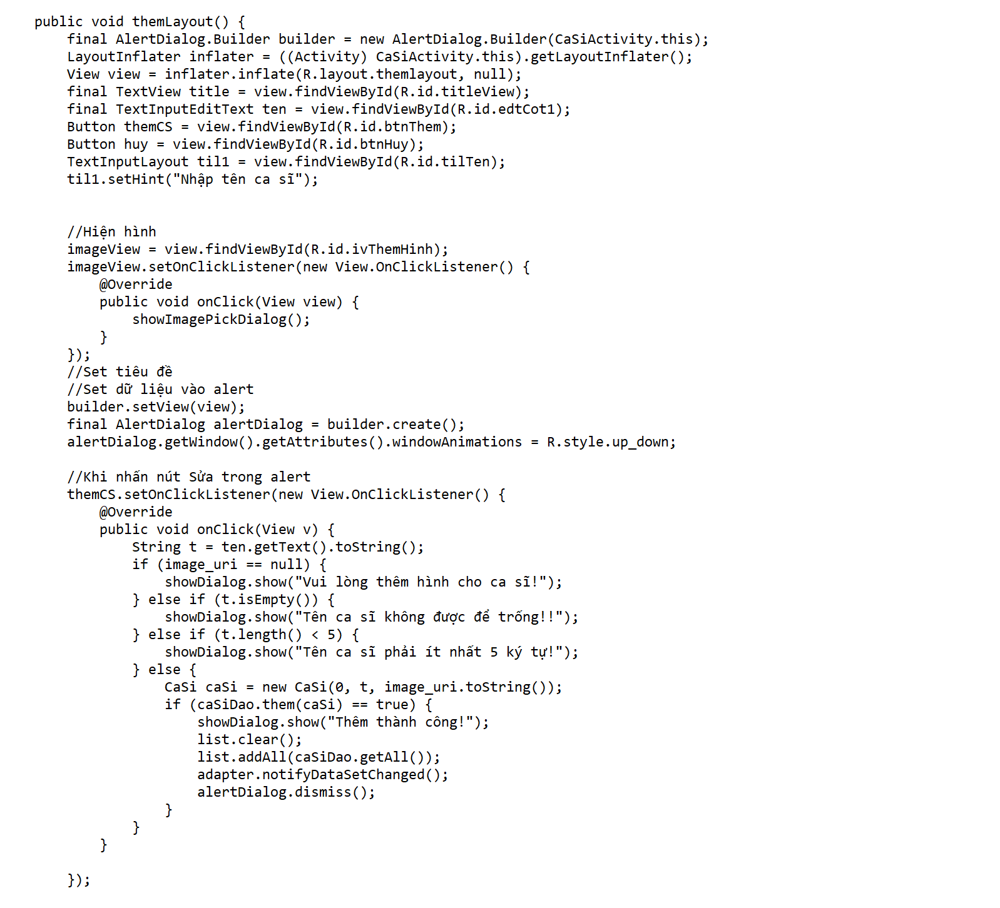 public void themLayout() {
    final AlertDialog.Builder builder = new AlertDialog.Builder(CaSiActivity.this);
    LayoutInflater inflater = ((Activity) CaSiActivity.this).getLayoutInflater();
    View view = inflater.inflate(R.layout.themlayout, null);
    final TextView title = view.findViewById(R.id.titleView);
    final TextInputEditText ten = view.findViewById(R.id.edtCot1);
    Button themCS = view.findViewById(R.id.btnThem);
    Button huy = view.findViewById(R.id.btnHuy);
    TextInputLayout til1 = view.findViewById(R.id.tilTen);
    til1.setHint("Nhập tên ca sĩ");
    //Hiện hình
    imageView = view.findViewById(R.id.ivThemHinh);
    imageView.setOnClickListener(new View.OnClickListener() {
        @Override
        public void onClick(View view) {
            showImagePickDialog();
        }
    });
    //Set tiêu đề
    //Set dữ liệu vào alert
    builder.setView(view);
    final AlertDialog alertDialog = builder.create();
    alertDialog.getWindow().getAttributes().windowAnimations = R.style.up_down;
    //Khi nhấn nút Sửa trong alert
    themCS.setOnClickListener(new View.OnClickListener() {
        @Override
        public void onClick(View v) {
            String t = ten.getText().toString();
            if (image_uri == null) {
                showDialog.show("Vui lòng thêm hình cho ca sĩ!");
            } else if (t.isEmpty()) {
                showDialog.show("Tên ca sĩ không được để trống!!");
            } else if (t.length() < 5) {
                showDialog.show("Tên ca sĩ phải ít nhất 5 ký tự!");
            } else {
                CaSi caSi = new CaSi(0, t, image_uri.toString());
                if (caSiDao.them(caSi) == true) {
                    showDialog.show("Thêm thành công!");
                    list.clear();
                    list.addAll(caSiDao.getAll());
                    adapter.notifyDataSetChanged();
                    alertDialog.dismiss();
                }
            }
        }
    });